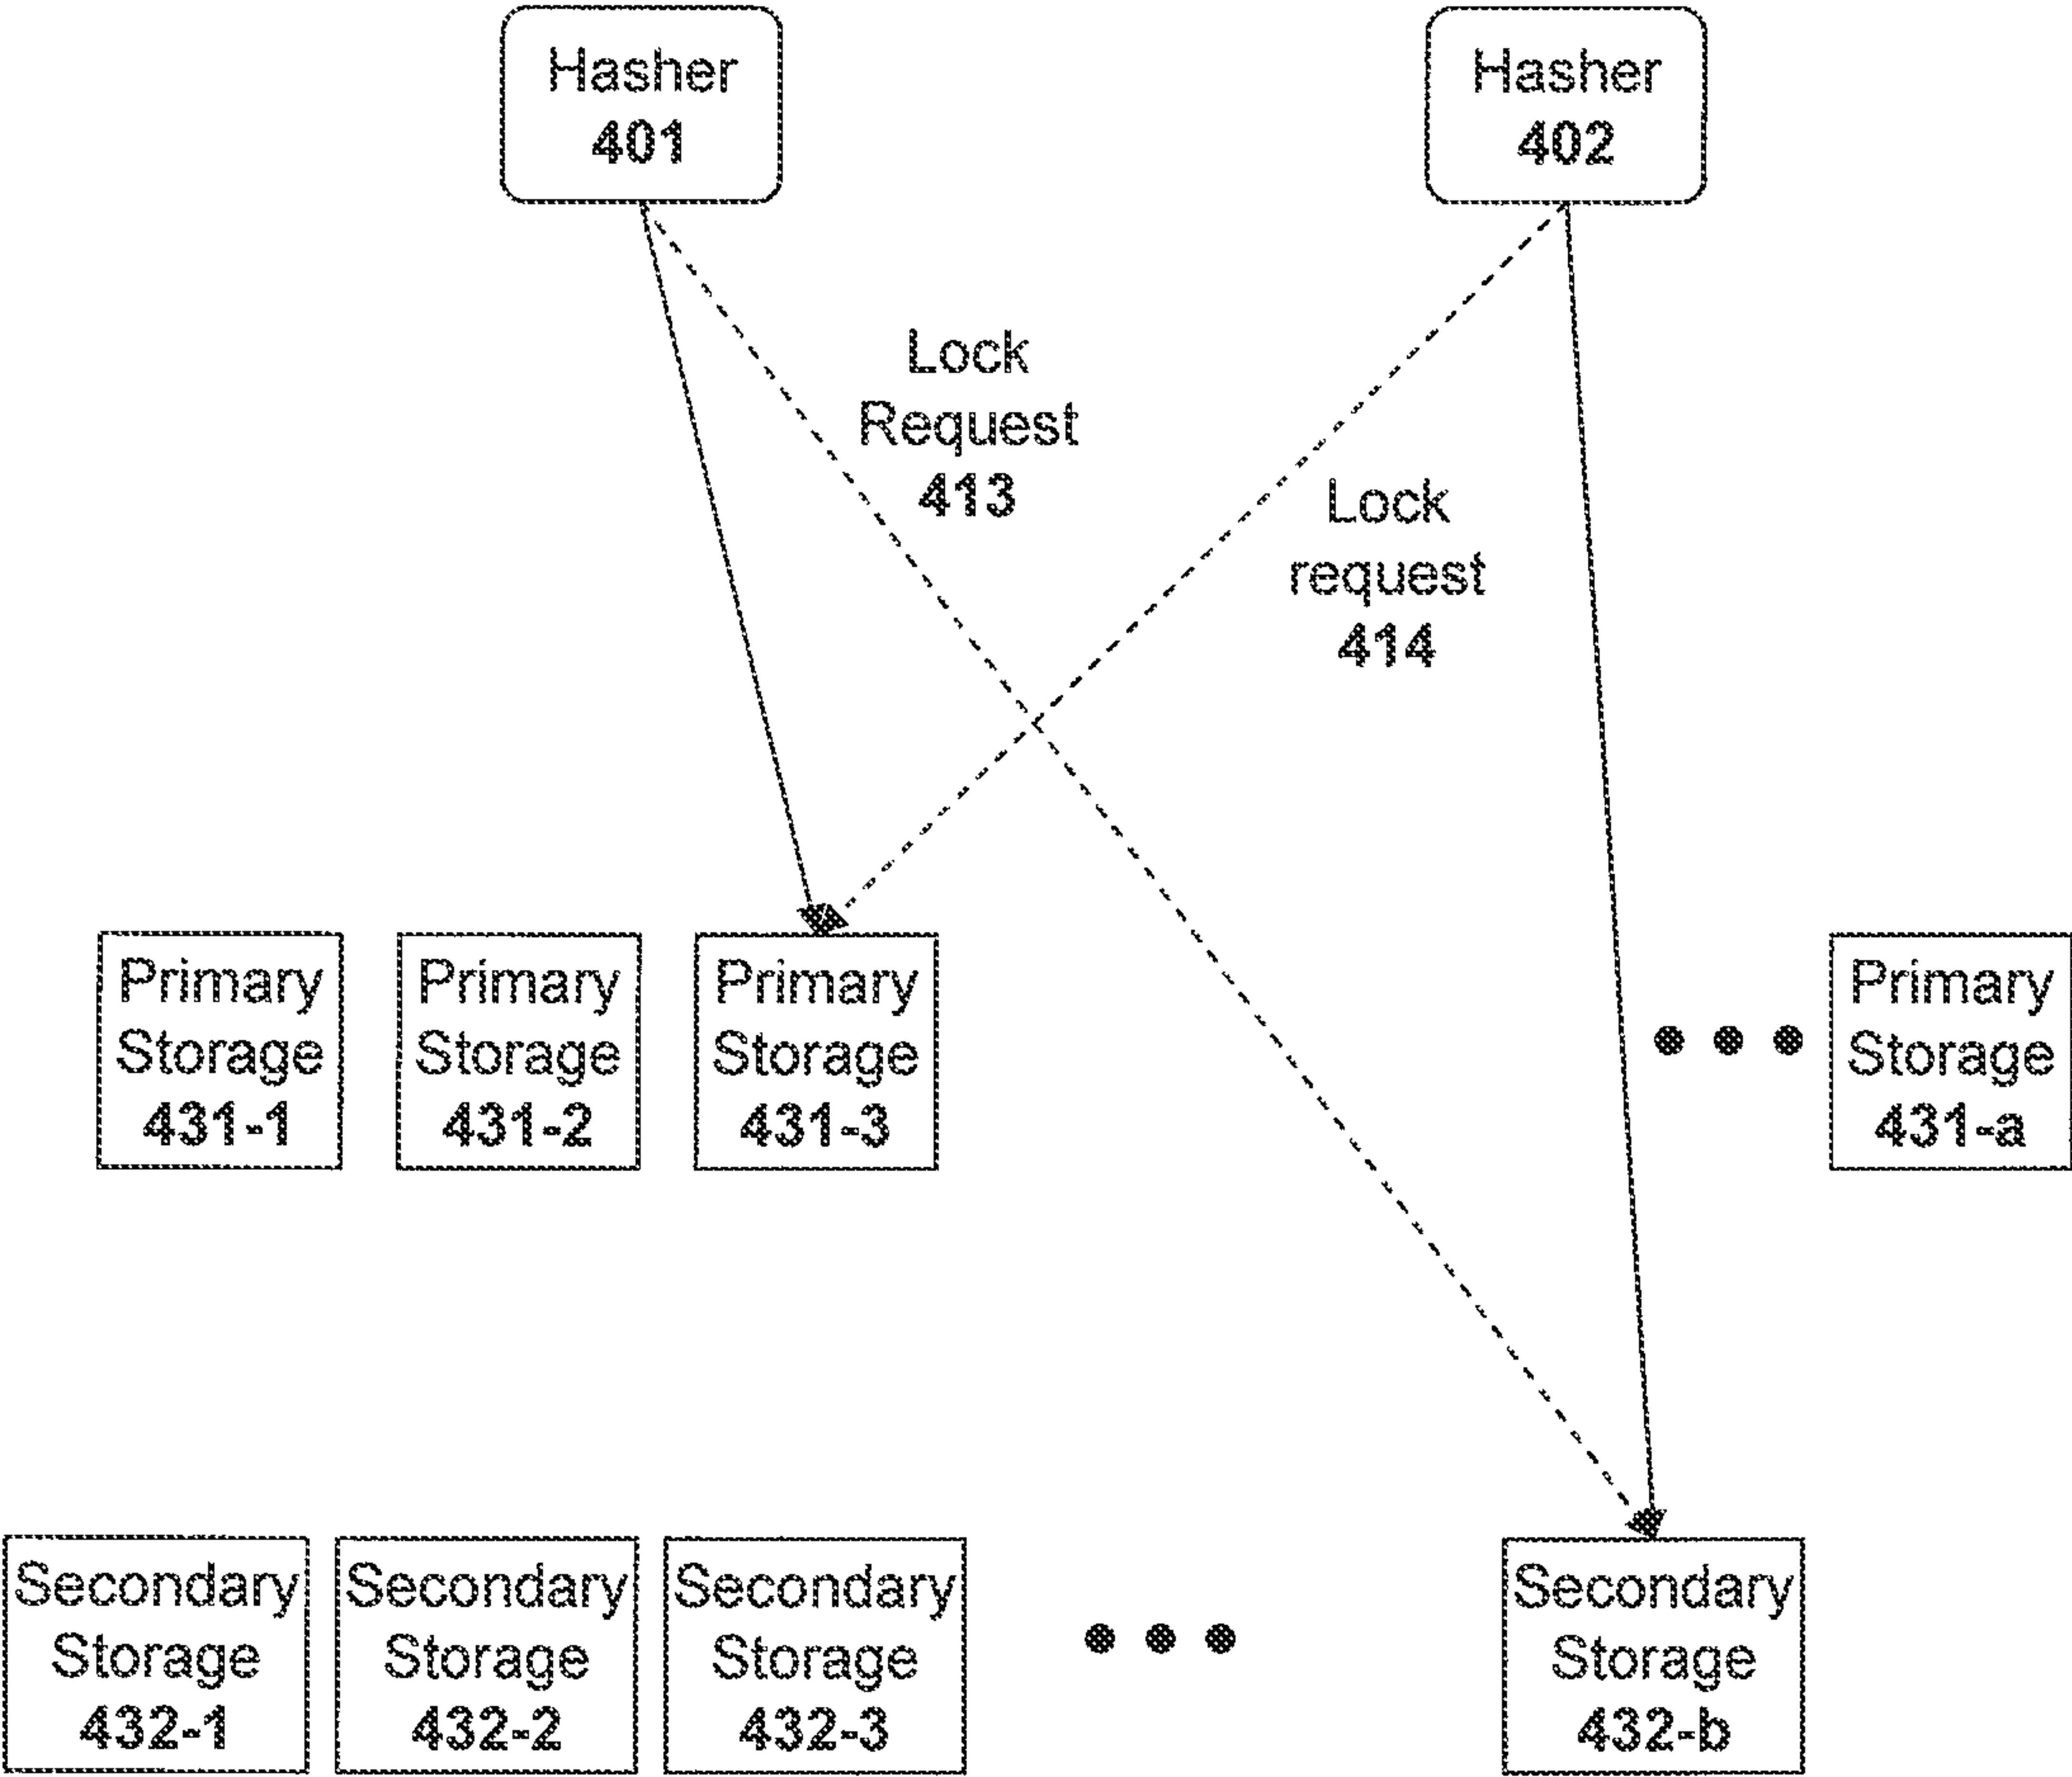 Hasher
401
Hasher
402
Lock
Request
413
Lock
request
414
Primary
Storage
431-1
Primary
Storage
431-2
Primary
Storage
431-3
Primary
Storage
431-a
Secondary
Storage
432-1
Secondary
Storage
432-2
Secondary
Storage
432-3
Secondary
Storage
432-b